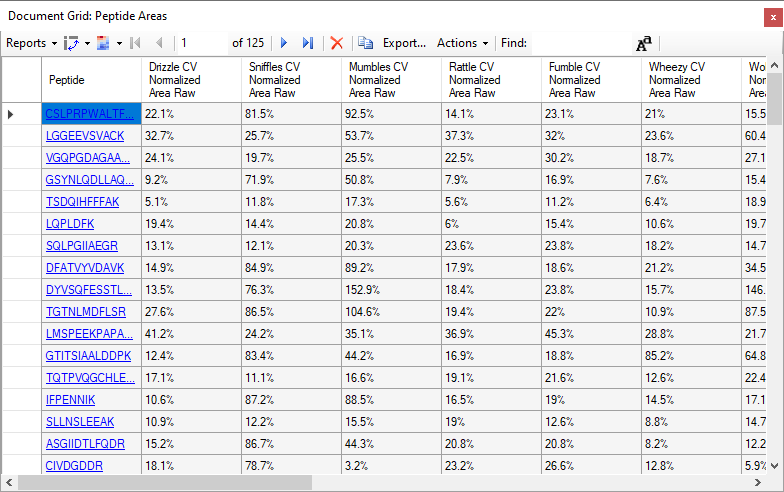 Document Grid: Peptide Areas
x
Reports 1 of 125 Export... Actions Find: Aa
Peptide Drizzle CV Normalized Area Raw Sniffles CV Normalized Area Raw Mumbles CV Normalized Area Raw Rattle CV Normalized Area Raw Fumble CV Normalized Area Raw Wheezy CV Normalized Area Raw Wo Nor Area
CSLPRPWALTF... 22.1% 81.5% 92.5% 14.1% 23.1% 21% 15.5
LGGEEVSVACK 32.7% 25.7% 53.7% 37.3% 32% 23.6% 60.4
VGQPGDAGAA... 24.1% 19.7% 25.5% 22.5% 30.2% 18.7% 27.1
GSYNLQDLLAQ... 9.2% 71.9% 50.8% 7.9% 16.9% 7.6% 15.4
TSDQIHFFFAK 5.1% 11.8% 17.3% 5.6% 11.2% 6.4% 18.9
LQPLDFK 19.4% 14.4% 20.8% 6% 15.4% 10.6% 19.7
SQLPGIIAEGR 13.1% 12.1% 20.3% 23.6% 23.8% 18.2% 14.7
DFATVYVDAVK 14.9% 84.9% 89.2% 17.9% 18.6% 21.2% 34.5
DYVSQFESSTL... 13.5% 76.3% 152.9% 18.4% 23.8% 15.7% 146.
TGTNLMDFLSR 27.6% 86.5% 104.6% 19.4% 22% 10.9% 87.5
LMSPEEKPAPA... 41.2% 24.2% 35.1% 36.9% 45.3% 28.8% 21.7
GTITSIAALDDPK 12.4% 83.4% 44.2% 16.9% 18.8% 85.2% 64.8
TQTPVQGCHLE... 17.1% 11.1% 16.6% 19.1% 21.6% 12.6% 22.4
IFPENNIK 10.6% 87.2% 88.5% 16.5% 19% 14.5% 17.1
SLLNSLEEAK 10.9% 12.2% 15.5% 19% 12.6% 8.8% 14.7
ASGIIDTLFQDR 15.2% 86.7% 44.3% 20.8% 20.8% 8.2% 12.2
CIVDGDDR 18.1% 78.7% 3.2% 23.2% 26.6% 12.8% 5.9%